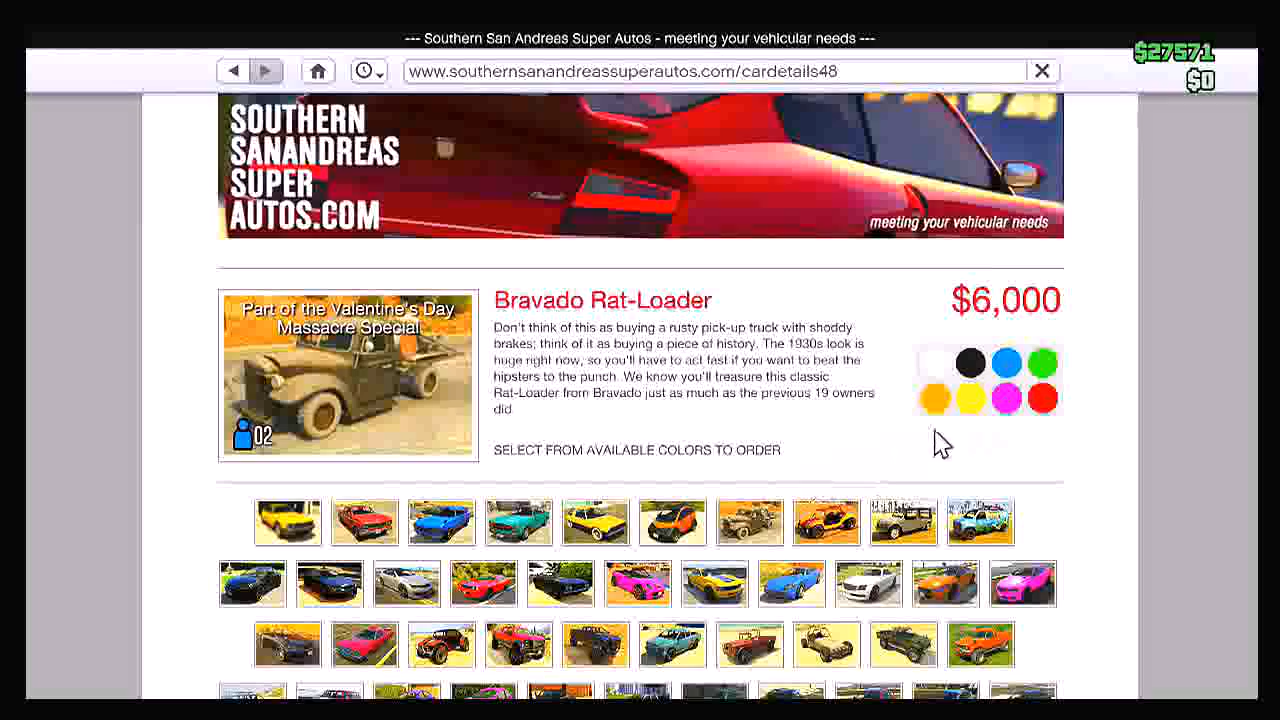 --- Southern San Andreas Super Autos - meeting your vehicular needs ---
$27571
www.southernsanandreassuperautos.com/cardetails48
$0
SOUTHERN
SANANDREAS
SUPER
AUTOS.COM
meeting your vehicular needs
Part of the Valentine's Day
Massacre Special
02
Bravado Rat-Loader
$6,000
Don't think of this as buying a rusty pick-up truck with shoddy
brakes; think of it as buying a piece of history. The 1930s look is
huge right now, so you'll have to act fast if you want to beat the
hipsters to the punch. We know you'll treasure this classic
Rat-Loader from Bravado just as much as the previous 19 owners
did.
SELECT FROM AVAILABLE COLORS TO ORDER